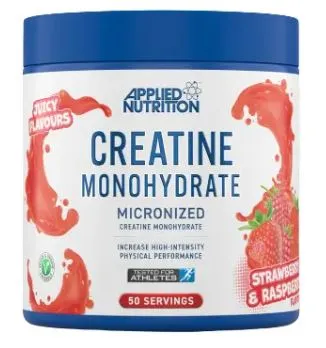 APPLIED
NUTRITION
JUICY
FLAVOURS
CREATINE
MONOHYDRATE
MICRONIZED
CREATINE MONOHYDRATE
INCREASE HIGH-INTENSITY
PHYSICAL PERFORMANCE
TESTED FOR
ATHLETES
50 SERVINGS
STRAWBERRY
& RASPBERRY